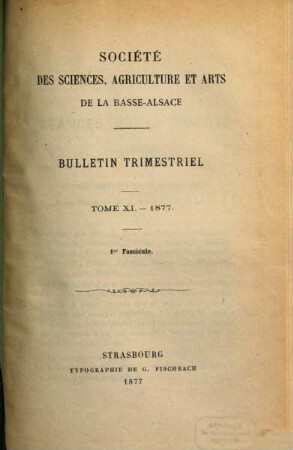 SOCIÉTÉ
DES SCIENCES, AGRICULTURE ET ARTS
DE LA BASSE-ALSACE
BULLETIN TRIMESTRIEL
TOME XI. — 1877.
1er Fascicule.
STRASBOURG
TYPOGRAPHIE DE G. FISCHBACH
1877